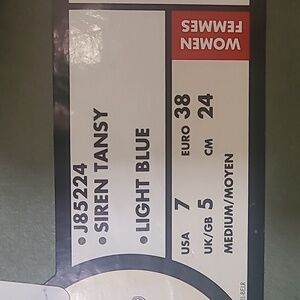 WOMEN
FEMMES
• J85224
• SIREN TANSY
• LIGHT BLUE
USA 7 EURO 38
UK/GB 5 CM 24
MEDIUM/MOYEN